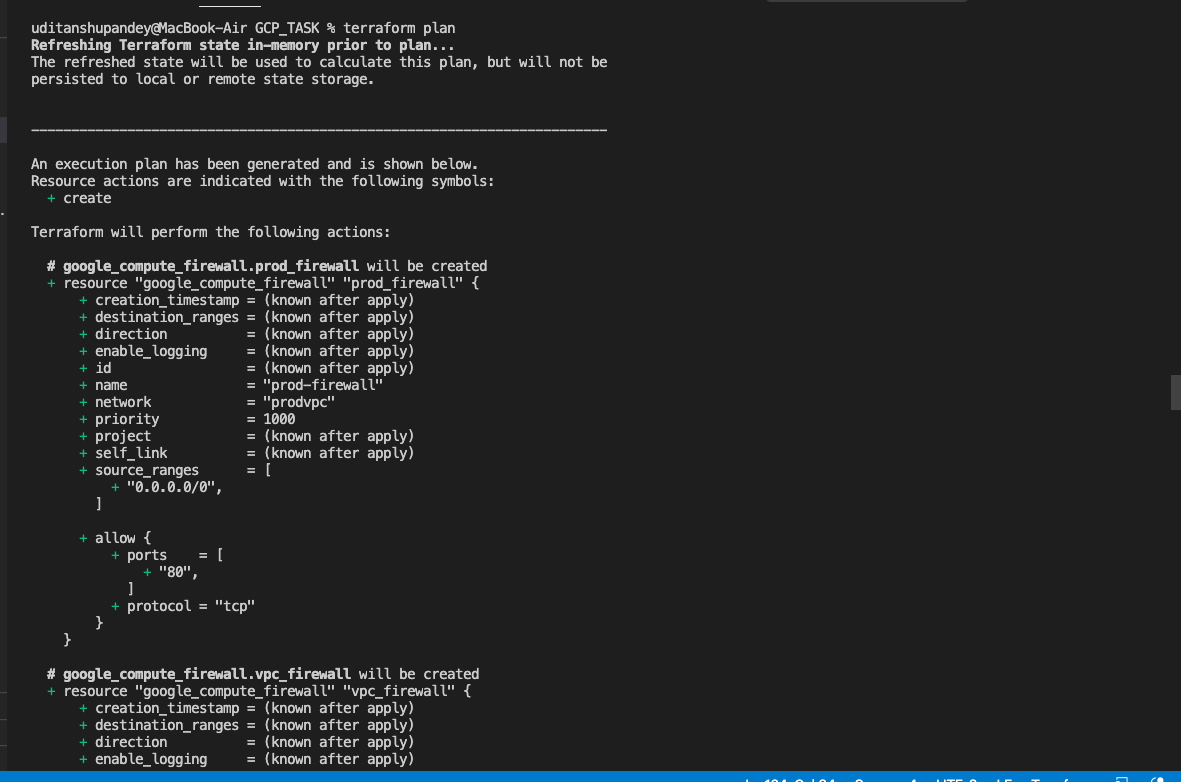 uditanshupandey@MacBook-Air GCP_TASK % terraform plan
Refreshing Terraform state in-memory prior to plan...
The refreshed state will be used to calculate this plan, but will not be
persisted to local or remote state storage.
------------------------------------------------------------------------
An execution plan has been generated and is shown below.
Resource actions are indicated with the following symbols:
  + create
Terraform will perform the following actions:
  # google_compute_firewall.prod_firewall will be created
  + resource "google_compute_firewall" "prod_firewall" {
      + creation_timestamp = (known after apply)
      + destination_ranges = (known after apply)
      + direction          = (known after apply)
      + enable_logging     = (known after apply)
      + id                 = (known after apply)
      + name               = "prod-firewall"
      + network            = "prodvpc"
      + priority           = 1000
      + project            = (known after apply)
      + self_link          = (known after apply)
      + source_ranges      = [
          + "0.0.0.0/0",
        ]
      + allow {
          + ports    = [
              + "80",
            ]
          + protocol = "tcp"
        }
    }
  # google_compute_firewall.vpc_firewall will be created
  + resource "google_compute_firewall" "vpc_firewall" {
      + creation_timestamp = (known after apply)
      + destination_ranges = (known after apply)
      + direction          = (known after apply)
      + enable_logging     = (known after apply)